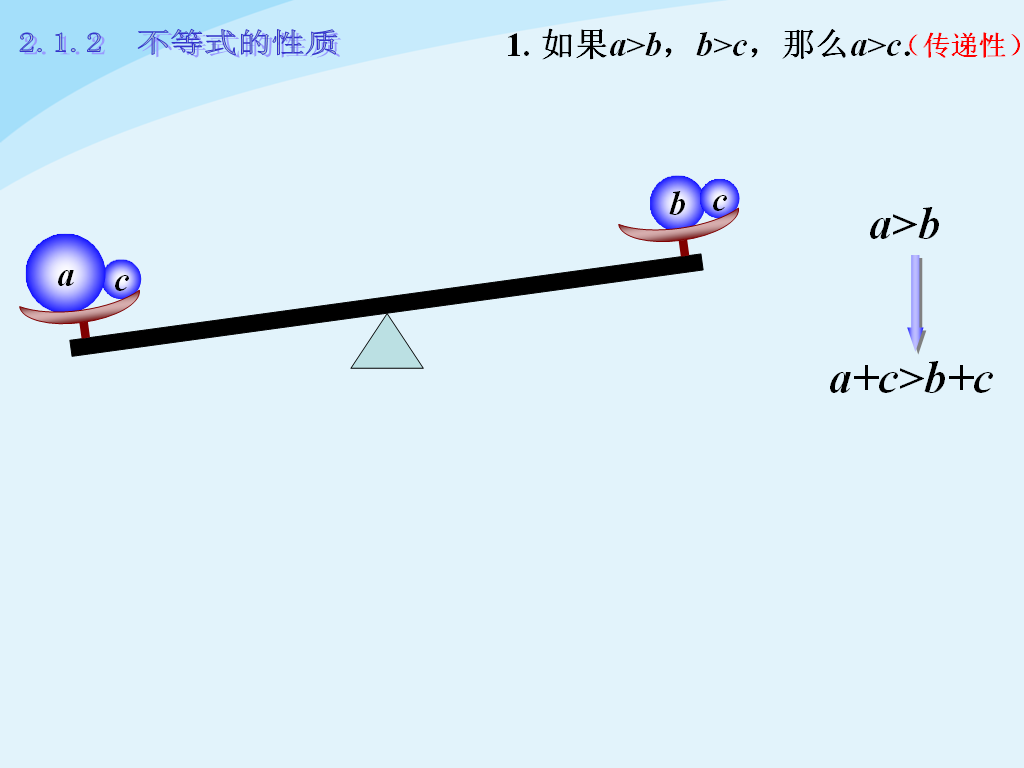 2.1.2 不等式的性质
1. 如果a>b，b>c，那么a>c.（传递性）
b c
a c
a>b
a+c>b+c